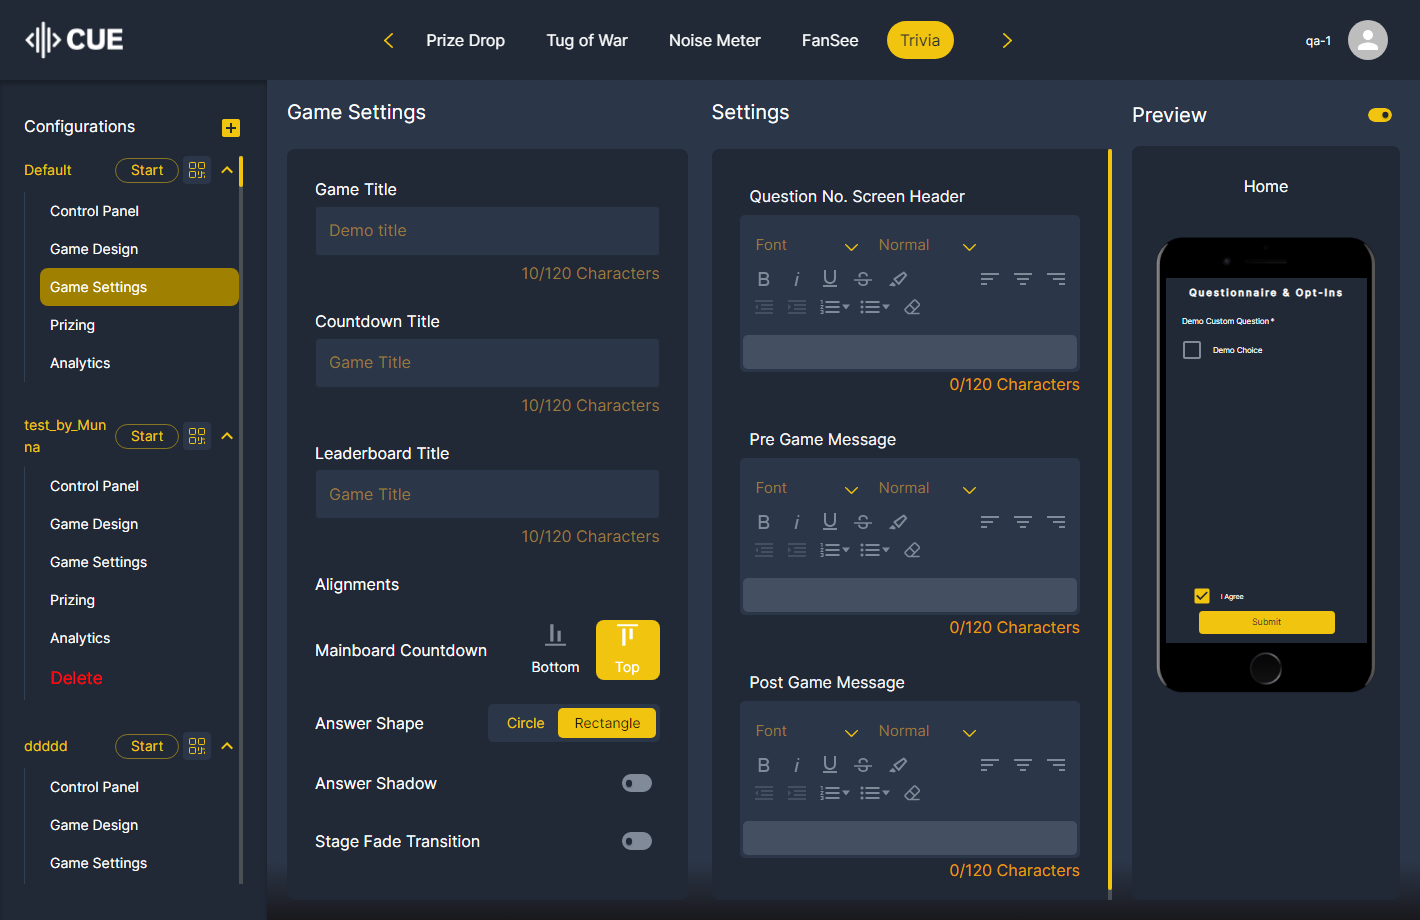 CUE
Prize Drop
Tug of War
Noise Meter
FanSee
Trivia
qa-1
Configurations
Default
Start
Control Panel
Game Design
Game Settings
Prizing
Analytics
test_by_Mun
na
Start
Control Panel
Game Design
Game Settings
Prizing
Analytics
Delete
ddddd
Start
Control Panel
Game Design
Game Settings
Game Settings
Game Title
Demo title
10/120 Characters
Countdown Title
Game Title
10/120 Characters
Leaderboard Title
Game Title
10/120 Characters
Alignments
Mainboard Countdown
Bottom
Top
Answer Shape
Circle
Rectangle
Answer Shadow
Stage Fade Transition
Settings
Question No. Screen Header
Font
Normal
B i U S
0/120 Characters
Pre Game Message
Font
Normal
B i U S
0/120 Characters
Post Game Message
Font
Normal
B i U S
0/120 Characters
Preview
Home
Questionnaire & Opt-Ins
Demo Custom Question *
Demo Choice
I Agree
Submit